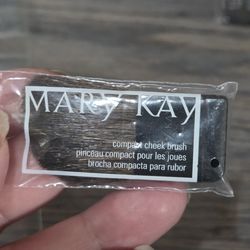 MARY KAY
compact cheek brush
pinceau compact pour les joues
brocha compacta para rubor